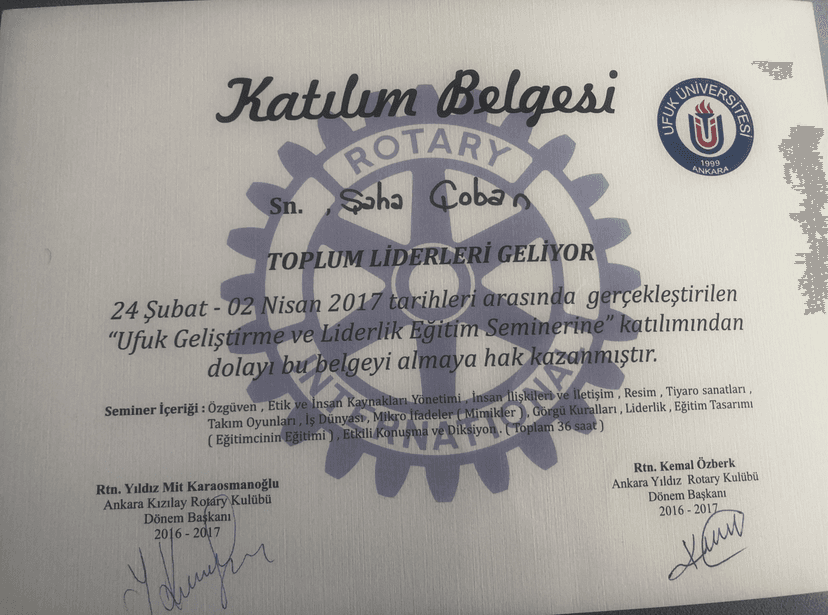 Katılım Belgesi
UFUK ÜNİVERSİTESİ
1999
ANKARA
ROTARY
Sn. , Şaha Çoban
TOPLUM LİDERLERİ GELİYOR
24 Şubat - 02 Nisan 2017 tarihleri arasında gerçekleştirilen
“Ufuk Geliştirme ve Liderlik Eğitim Seminerine” katılımından
dolayı bu belgeyi almaya hak kazanmıştır.
INTERNATIONAL
Seminer İçeriği : Özgüven , Etik ve İnsan Kaynakları Yönetimi , İnsan İlişkileri ve İletişim , Resim , Tiyaro sanatları ,
Takım Oyunları , İş Dünyası , Mikro İfadeler ( Mimikler ) , Görgü Kuralları , Liderlik , Eğitim Tasarımı
( Eğitimcinin Eğitimi ) , Etkili Konuşma ve Diksiyon . ( Toplam 36 saat )
Rtn. Yıldız Mit Karaosmanoğlu
Ankara Kızılay Rotary Kulübü
Dönem Başkanı
2016 - 2017
Rtn. Kemal Özberk
Ankara Yıldız Rotary Kulübü
Dönem Başkanı
2016 - 2017